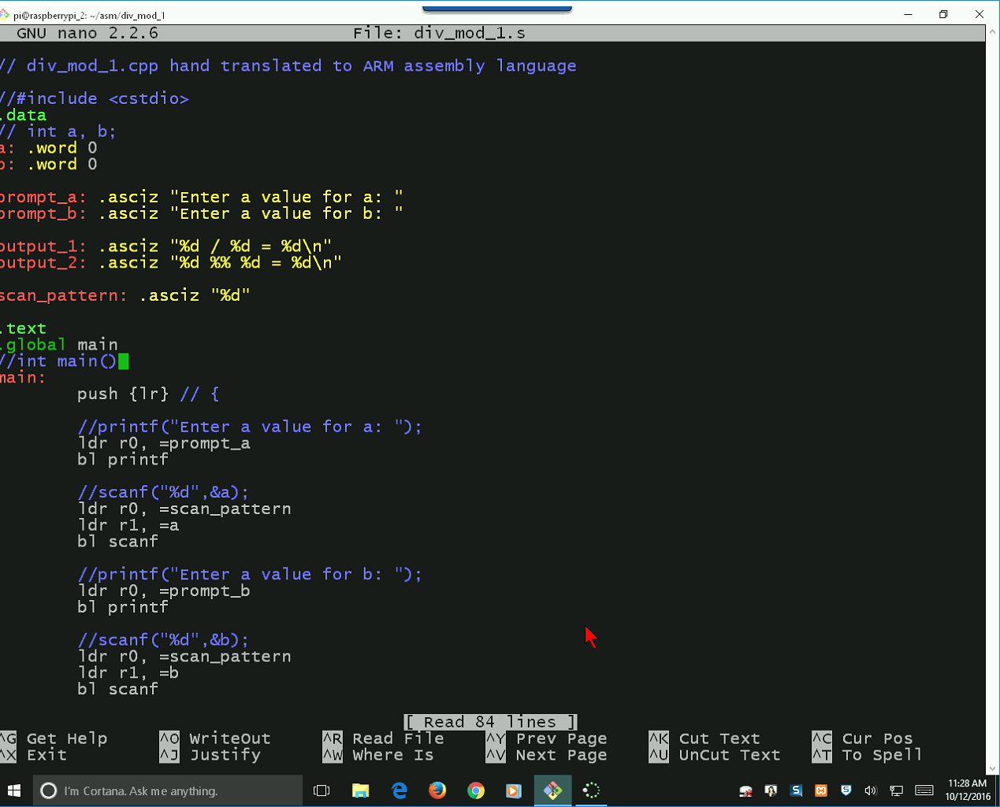 pi@raspberrypi_2: ~/asm/div_mod_1
GNU nano 2.2.6 File: div_mod_1.s
// div_mod_1.cpp hand translated to ARM assembly language
//#include <cstdio>
.data
// int a, b;
a: .word 0
b: .word 0
prompt_a: .asciz "Enter a value for a: "
prompt_b: .asciz "Enter a value for b: "
output_1: .asciz "%d / %d = %d\n"
output_2: .asciz "%d %% %d = %d\n"
scan_pattern: .asciz "%d"
.text
.global main
//int main()
main:
push {lr} // {
//printf("Enter a value for a: ");
ldr r0, =prompt_a
bl printf
//scanf("%d",&a);
ldr r0, =scan_pattern
ldr r1, =a
bl scanf
//printf("Enter a value for b: ");
ldr r0, =prompt_b
bl printf
//scanf("%d",&b);
ldr r0, =scan_pattern
ldr r1, =b
bl scanf
[ Read 84 lines ]
^G Get Help ^O WriteOut ^R Read File ^Y Prev Page ^K Cut Text ^C Cur Pos
^X Exit ^J Justify ^W Where Is ^V Next Page ^U UnCut Text ^T To Spell
I'm Cortana. Ask me anything.
11:28 AM
10/12/2016